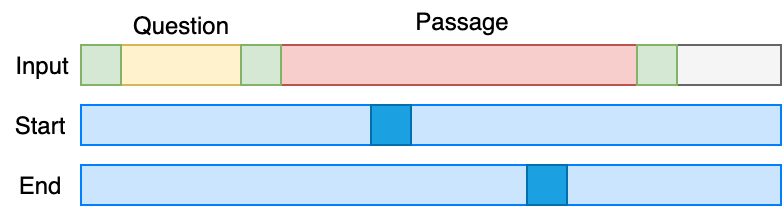 Question
Passage
Input
Start
End